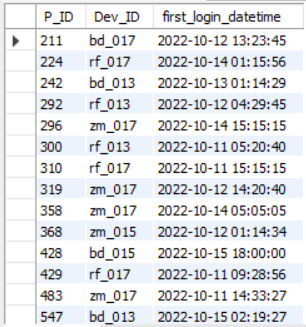 P_ID Dev_ID first_login_datetime
211 bd_017 2022-10-12 13:23:45
224 rf_017 2022-10-14 01:15:56
242 bd_013 2022-10-13 01:14:29
292 rf_013 2022-10-12 04:29:45
296 zm_017 2022-10-14 15:15:15
300 rf_013 2022-10-11 05:20:40
310 rf_017 2022-10-11 15:15:15
319 zm_017 2022-10-12 14:20:40
358 zm_017 2022-10-14 05:05:05
368 zm_015 2022-10-12 01:14:34
428 bd_015 2022-10-15 18:00:00
429 rf_017 2022-10-11 09:28:56
483 zm_017 2022-10-11 14:33:27
547 bd_013 2022-10-15 02:19:27